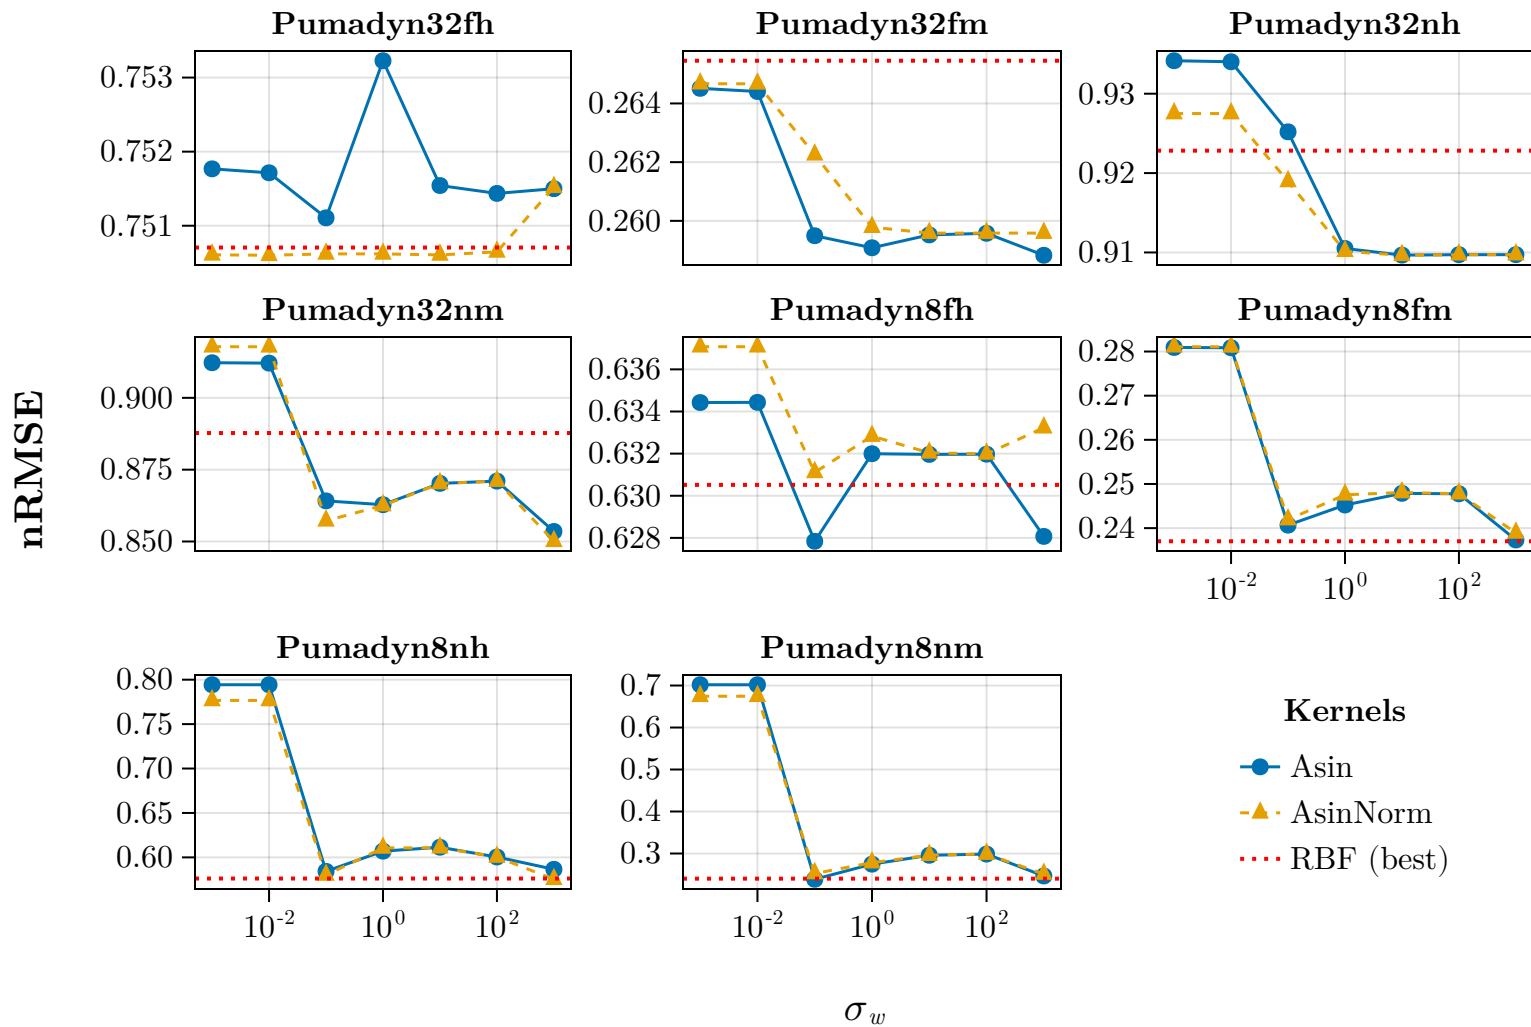 Pumadyn32fh
Pumadyn32fm
Pumadyn32nh
0.753
0.752
0.751
0.264
0.262
0.260
0.93
0.92
0.91
Pumadyn32nm
Pumadyn8fh
Pumadyn8fm
0.900
0.875
0.850
0.636
0.634
0.632
0.630
0.628
0.28
0.27
0.26
0.25
0.24
10⁻² 10⁰ 10²
nRMSE
Pumadyn8nh
Pumadyn8nm
0.80
0.75
0.70
0.65
0.60
10⁻² 10⁰ 10²
0.7
0.6
0.5
0.4
0.3
10⁻² 10⁰ 10²
Kernels
Asin
AsinNorm
RBF (best)
σ_w